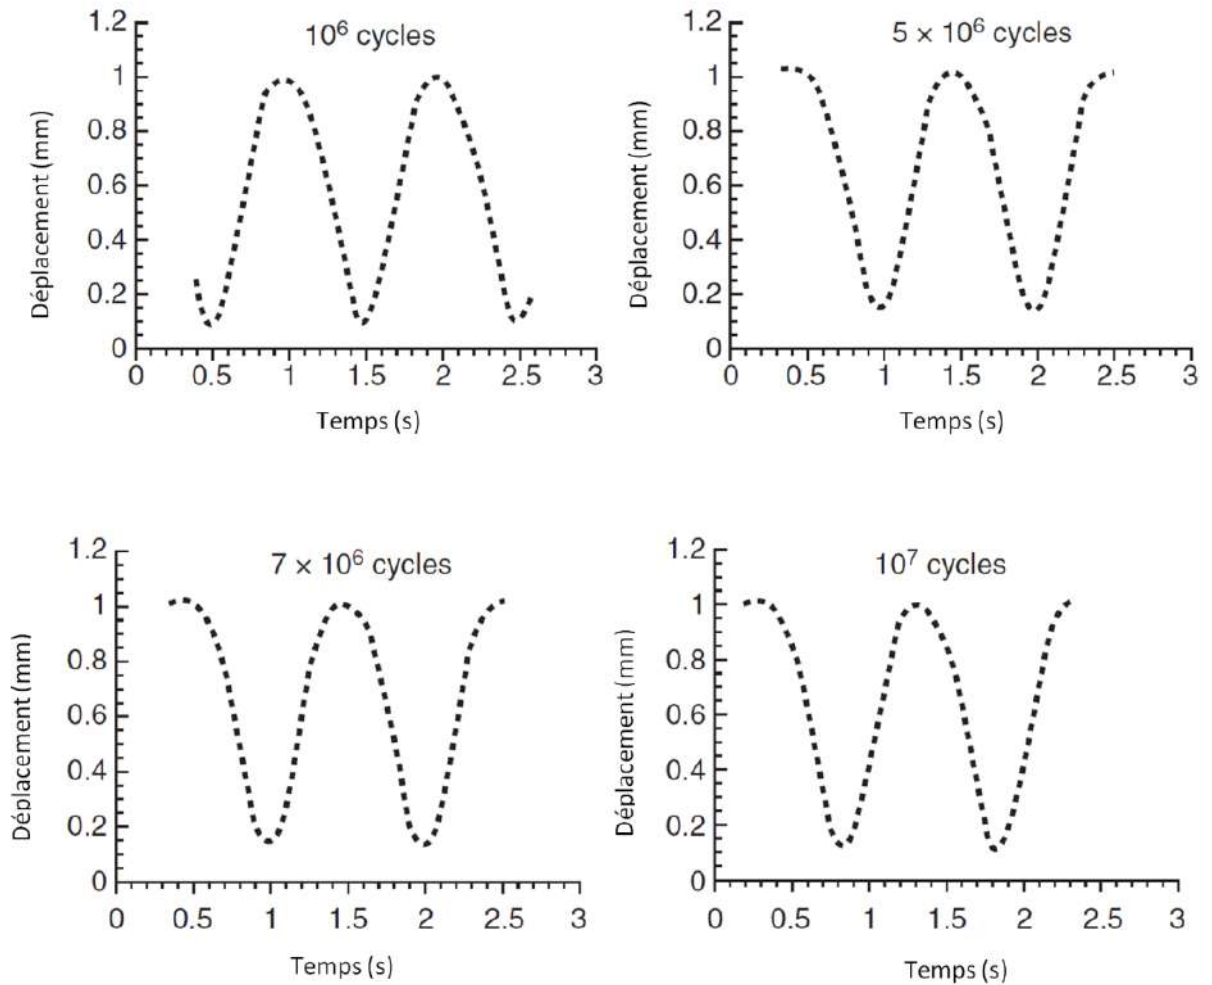 10⁶ cycles
1.2
1
0.8
0.6
0.4
0.2
0
Déplacement (mm)
0 0.5 1 1.5 2 2.5 3
Temps (s)
5 × 10⁶ cycles
1.2
1
0.8
0.6
0.4
0.2
0
Déplacement (mm)
0 0.5 1 1.5 2 2.5 3
Temps (s)
7 × 10⁶ cycles
1.2
1
0.8
0.6
0.4
0.2
0
Déplacement (mm)
0 0.5 1 1.5 2 2.5 3
Temps (s)
10⁷ cycles
1.2
1
0.8
0.6
0.4
0.2
0
Déplacement (mm)
0 0.5 1 1.5 2 2.5 3
Temps (s)